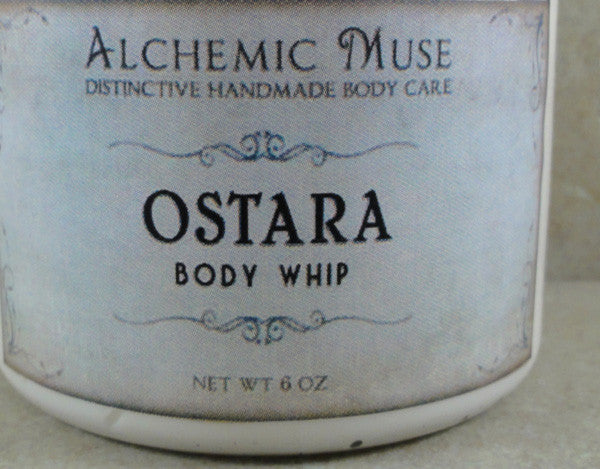 ALCHEMIC MUSE
DISTINCTIVE HANDMADE BODY CARE
OSTARA
BODY WHIP
NET WT 6 OZ